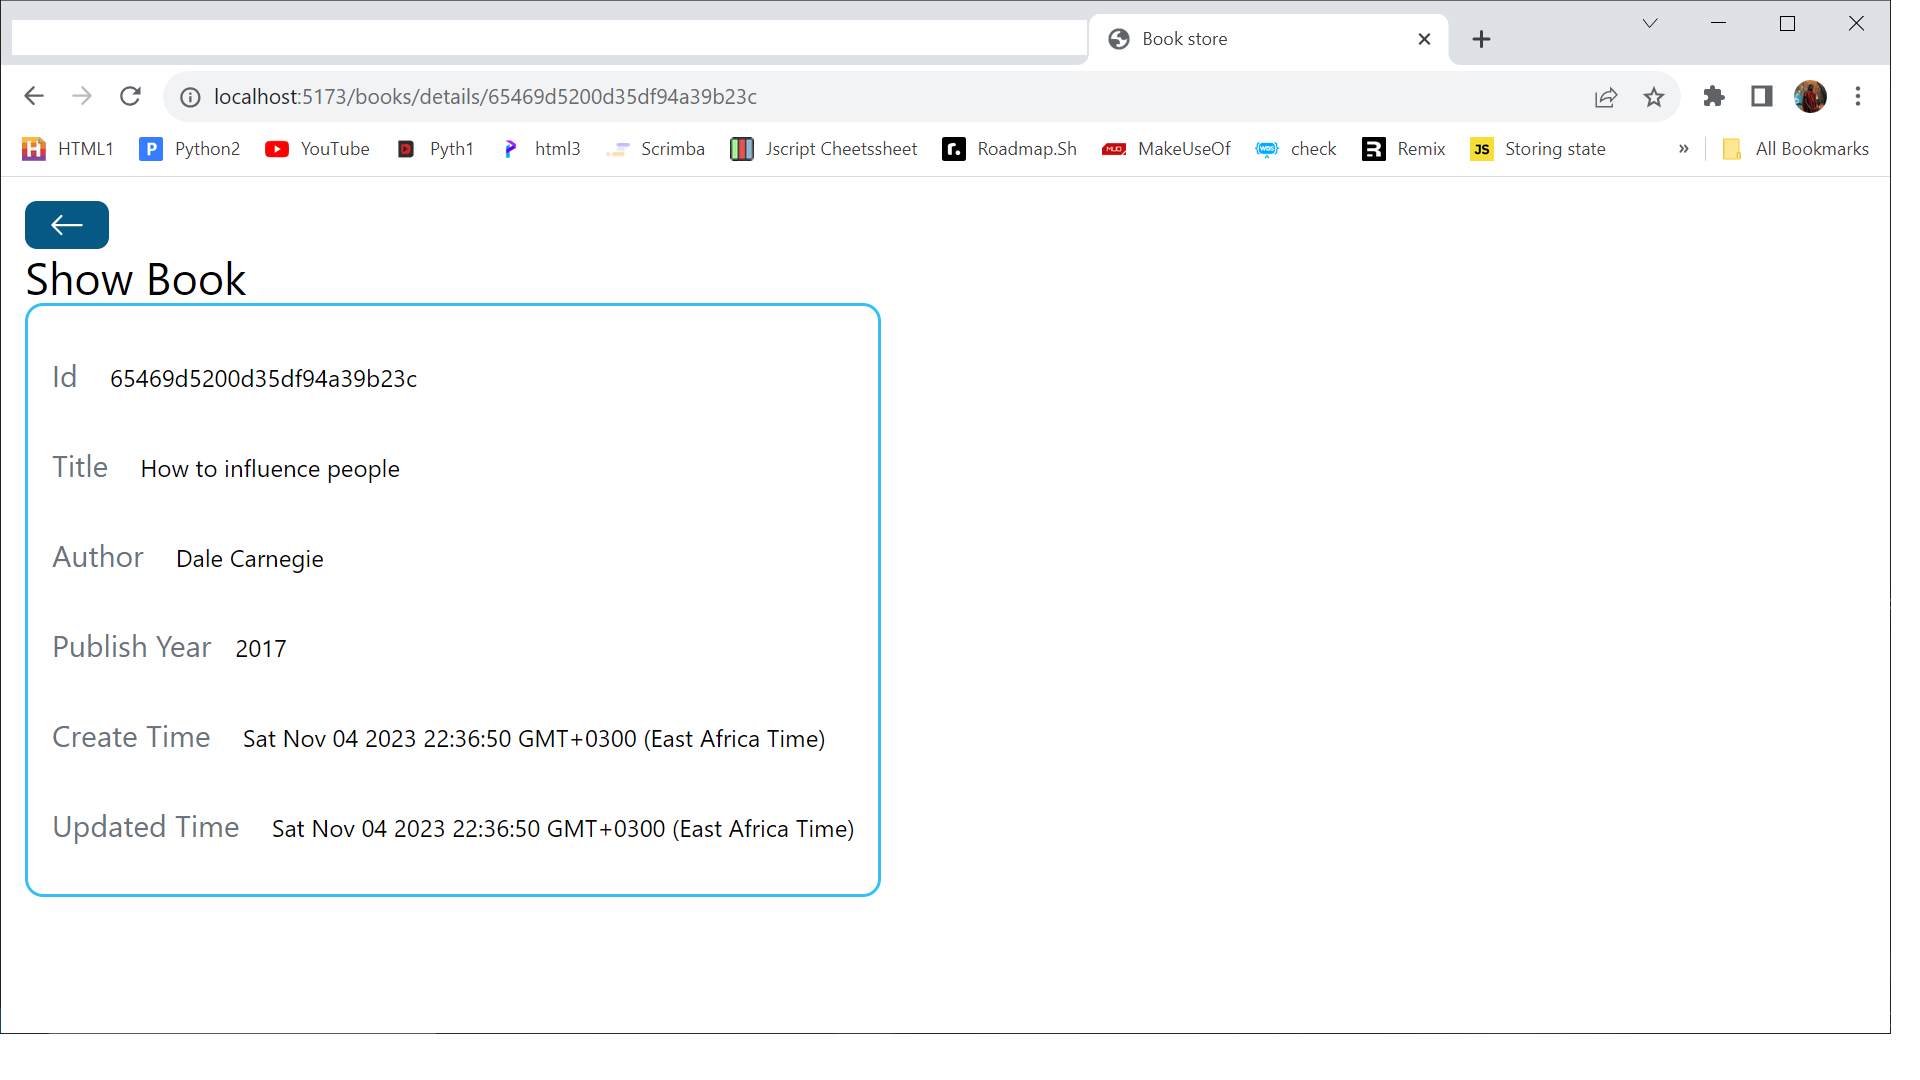 Book store
localhost:5173/books/details/65469d5200d35df94a39b23c
HTML1 Python2 YouTube Pyth1 html3 Scrimba Jscript Cheetssheet Roadmap.Sh MakeUseOf check Remix JS Storing state » All Bookmarks
Show Book
Id 65469d5200d35df94a39b23c
Title How to influence people
Author Dale Carnegie
Publish Year 2017
Create Time Sat Nov 04 2023 22:36:50 GMT+0300 (East Africa Time)
Updated Time Sat Nov 04 2023 22:36:50 GMT+0300 (East Africa Time)